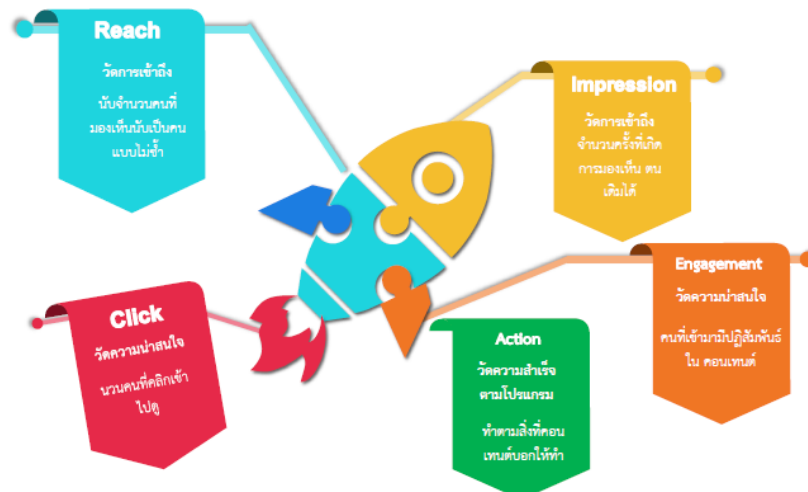 Reach
วัดการเข้าถึง
นับจำนวนคนที่
มองเห็นนับเป็นคน
แบบไม่ซ้ำ
Impression
วัดการเข้าถึง
จำนวนครั้งที่เกิด
การมองเห็น คน
เดิมได้
Click
วัดความน่าสนใจ
นวนคนที่คลิกเข้า
ไปดู
Action
วัดความสำเร็จ
ตามโปรแกรม
ทำตามสิ่งที่คอน
เทนต์บอกให้ทำ
Engagement
วัดความน่าสนใจ
คนที่เข้ามามีปฏิสัมพันธ์
ใน คอนเทนต์